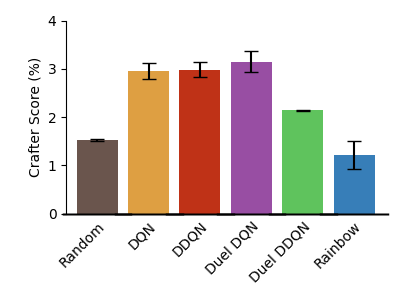 4
3
2
1
0
Crafter Score (%)
Random
DQN
DDQN
Duel DQN
Duel DDQN
Rainbow